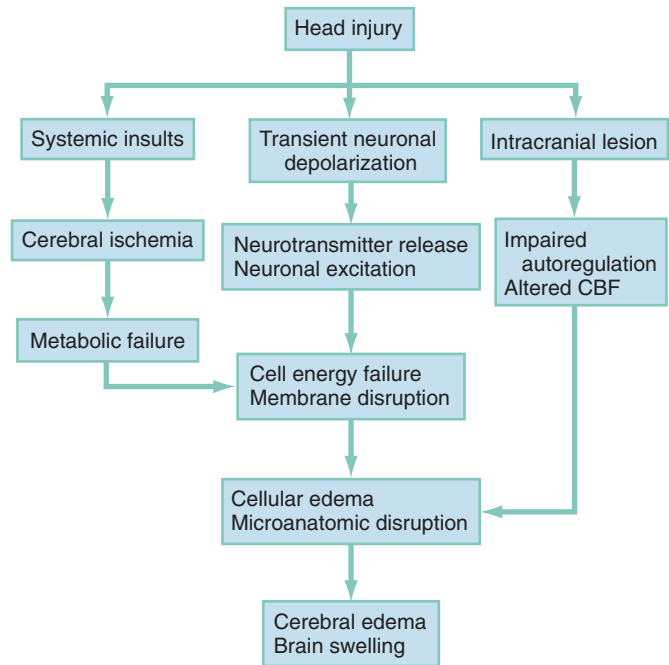 Head injury
Systemic insults
Transient neuronal
depolarization
Intracranial lesion
Cerebral ischemia
Neurotransmitter release
Neuronal excitation
Impaired
autoregulation
Altered CBF
Metabolic failure
Cell energy failure
Membrane disruption
Cellular edema
Microanatomic disruption
Cerebral edema
Brain swelling